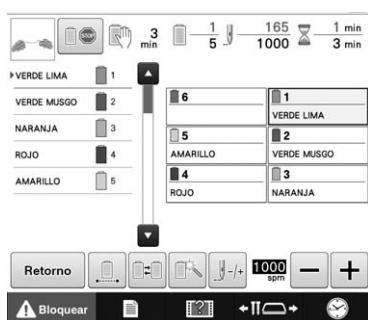 STOP
3
min
1
5
165
1000
1 min
3 min
VERDE LIMA 1
VERDE MUSGO 2
NARANJA 3
ROJO 4
AMARILLO 5
6
1
VERDE LIMA
5
AMARILLO
2
VERDE MUSGO
4
ROJO
3
NARANJA
Retorno
-/+
1000
spm
Bloquear
?